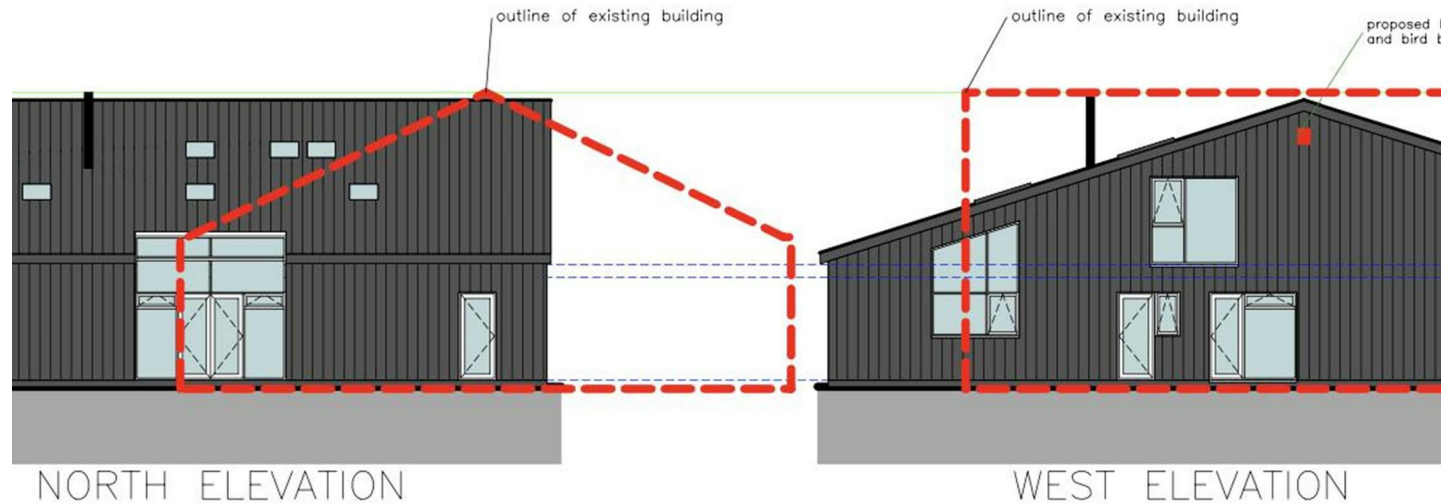 outline of existing building
outline of existing building
proposed
and bird
NORTH ELEVATION
WEST ELEVATION